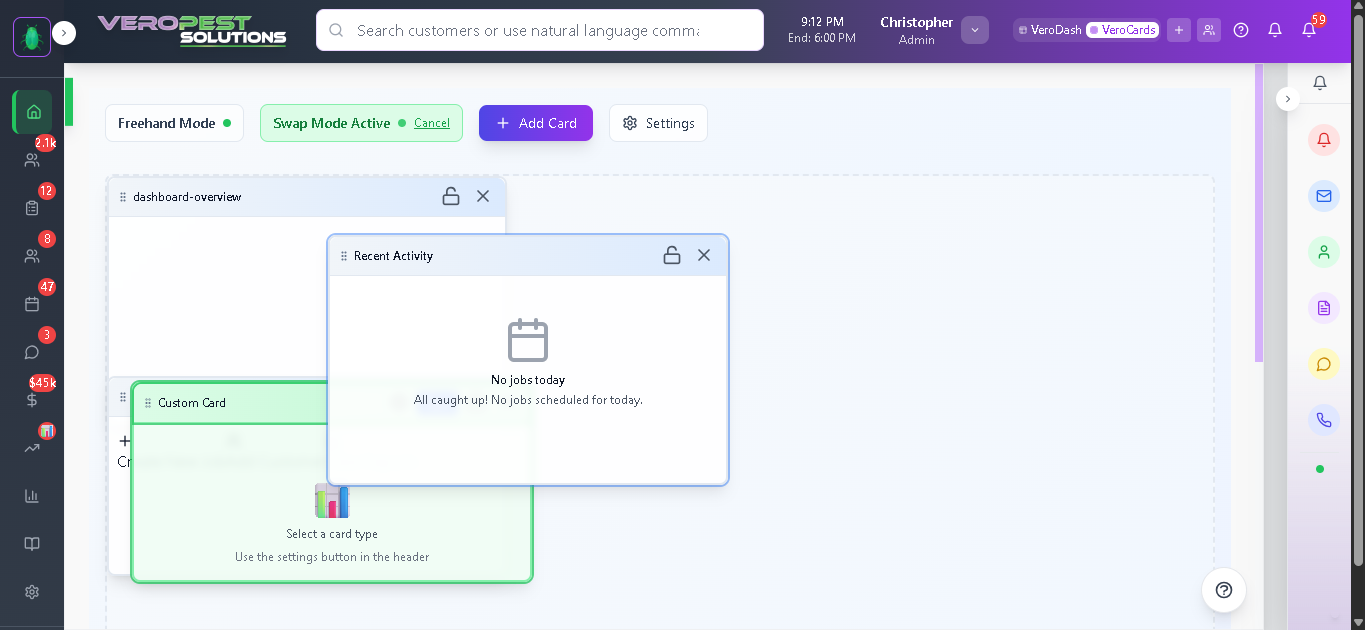 VEROPEST
SOLUTIONS
Search customers or use natural language comma
9:12 PM
End: 6:00 PM
Christopher
Admin
VeroDash
VeroCards
59
Freehand Mode
Swap Mode Active
Cancel
Add Card
Settings
2.1k
12
8
47
3
$45k
dashboard-overview
Recent Activity
No jobs today
All caught up! No jobs scheduled for today.
Custom Card
Cr
Select a card type
Use the settings button in the header